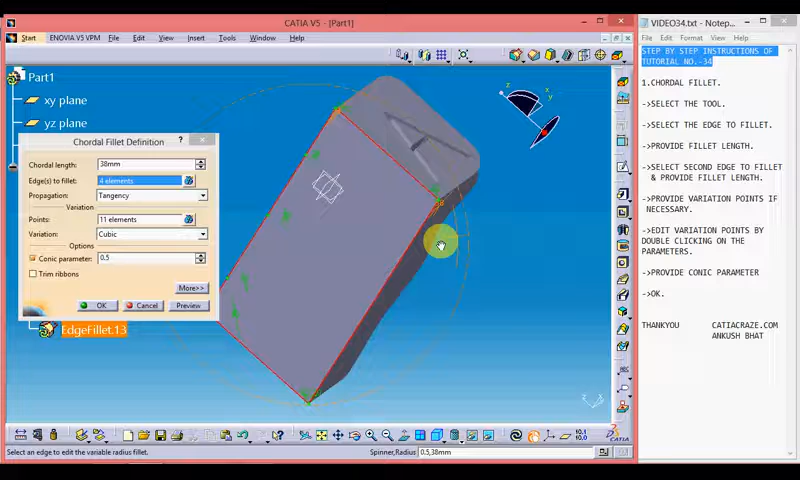 CATIA V5 - [Part1]
Start
ENOVIA V5 VPM
File
Edit
View
Insert
Tools
Window
Help
Part1
xy plane
yz plane
Chordal Fillet Definition
?
Chordal length:
38mm
Edge(s) to fillet:
4 elements
Propagation:
Tangency
Variation
Points:
11 elements
Variation:
Cubic
Options
Conic parameter:
0.5
Trim ribbons
More>>
OK
Cancel
Preview
EdgeFillet.13
Select an edge to edit the variable radius fillet.
Spinner,Radius
0.5,38mm
VIDEO34.txt - Notep...
File
Edit
Format
View
Help
STEP BY STEP INSTRUCTIONS OF
TUTORIAL NO.-34
1.CHORDAL FILLET.
->SELECT THE TOOL.
->SELECT THE EDGE TO FILLET.
->PROVIDE FILLET LENGTH.
->SELECT SECOND EDGE TO FILLET
& PROVIDE FILLET LENGTH.
->PROVIDE VARIATION POINTS IF
NECESSARY.
->EDIT VARIATION POINTS BY
DOUBLE CLICKING ON THE
PARAMETERS.
->PROVIDE CONIC PARAMETER
->OK.
THANKYOU CATIACRAZE.COM
ANKUSH BHAT